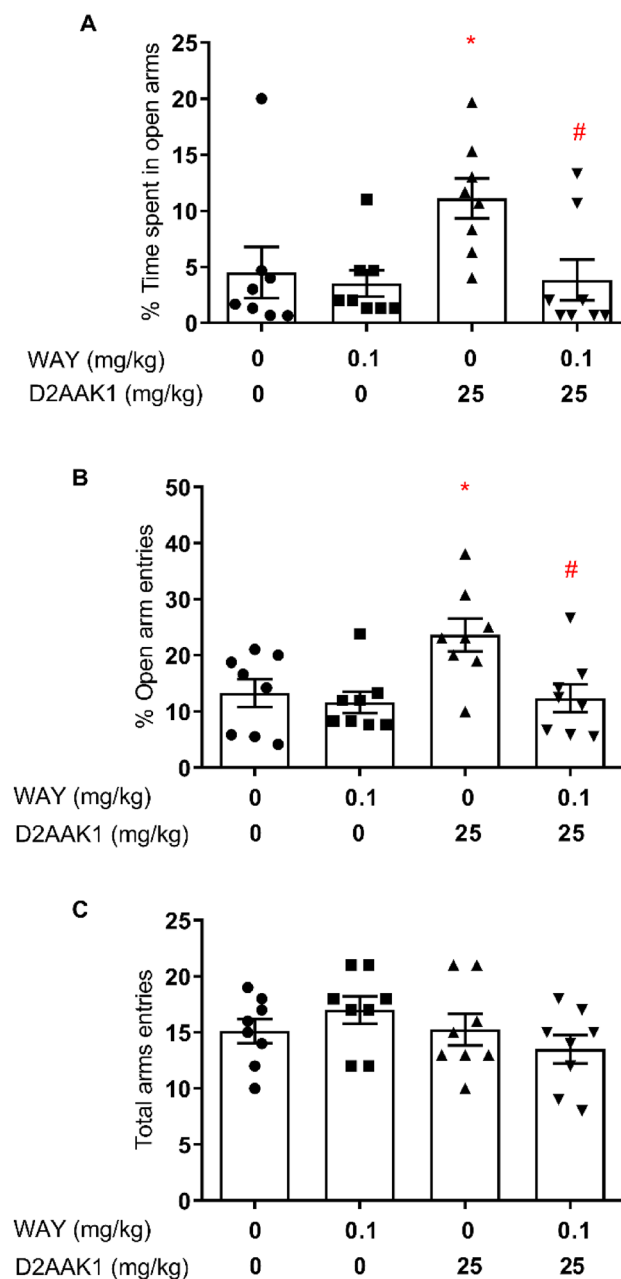 A
% Time spent in open arms
25
20
15
10
5
0
*
#
WAY (mg/kg) 0 0.1 0 0.1
D2AAK1 (mg/kg) 0 0 25 25
B
% Open arm entries
50
40
30
20
10
0
*
#
WAY (mg/kg) 0 0.1 0 0.1
D2AAK1 (mg/kg) 0 0 25 25
C
Total arms entries
25
20
15
10
5
0
WAY (mg/kg) 0 0.1 0 0.1
D2AAK1 (mg/kg) 0 0 25 25